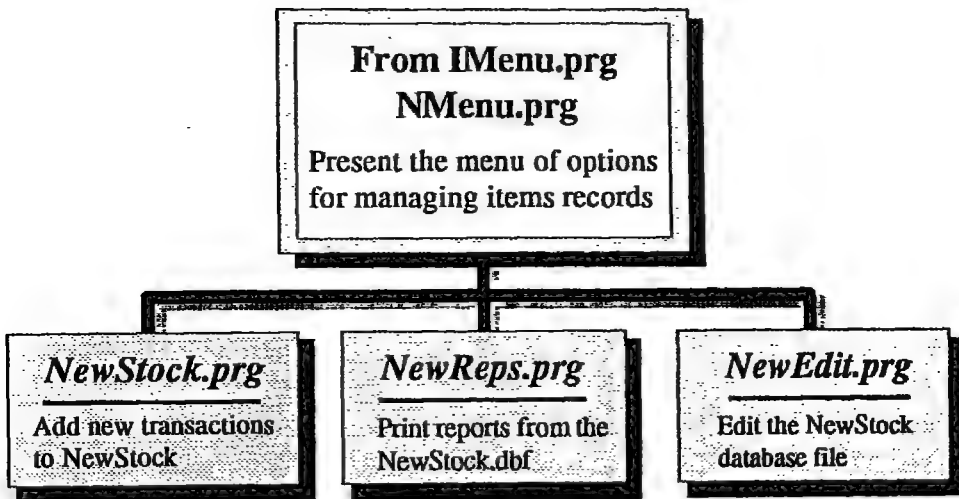 From IMenu.prg
NMenu.prg
Present the menu of options
for managing items records
NewStock.prg
Add new transactions
to NewStock
NewReps.prg
Print reports from the
NewStock.dbf
NewEdit.prg
Edit the NewStock
database file